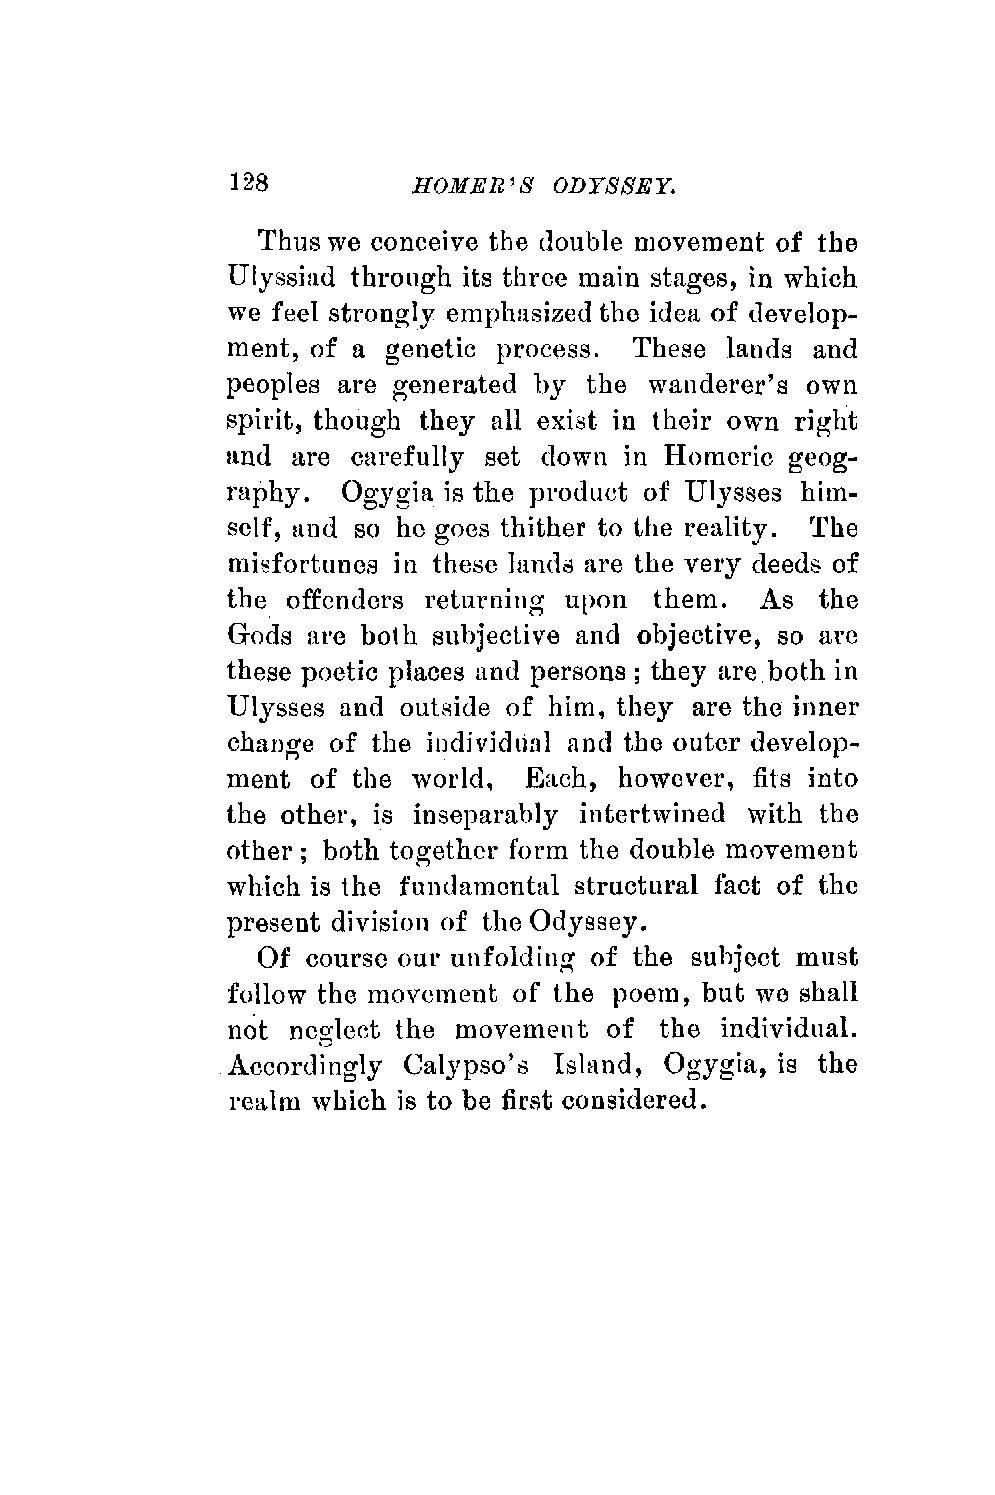 128 HOMER'S ODYSSEY.
Thus we conceive the double movement of the
Ulyssiad through its three main stages, in which
we feel strongly emphasized the idea of develop-
ment, of a genetic process. These lands and
peoples are generated by the wanderer's own
spirit, though they all exist in their own right
and are carefully set down in Homeric geog-
raphy. Ogygia is the product of Ulysses him-
self, and so he goes thither to the reality. The
misfortunes in these lands are the very deeds of
the offenders returning upon them. As the
Gods are both subjective and objective, so are
these poetic places and persons; they are both in
Ulysses and outside of him, they are the inner
change of the individual and the outer develop-
ment of the world, Each, however, fits into
the other, is inseparably intertwined with the
other; both together form the double movement
which is the fundamental structural fact of the
present division of the Odyssey.
Of course our unfolding of the subject must
follow the movement of the poem, but we shall
not neglect the movement of the individual.
Accordingly Calypso's Island, Ogygia, is the
realm which is to be first considered.